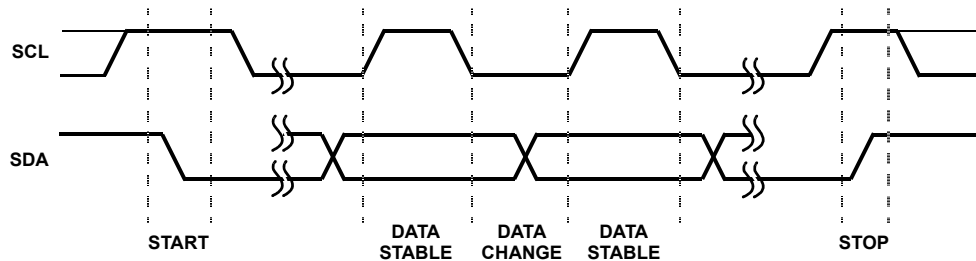 SCL
SDA
START
DATA STABLE
DATA CHANGE
DATA STABLE
STOP